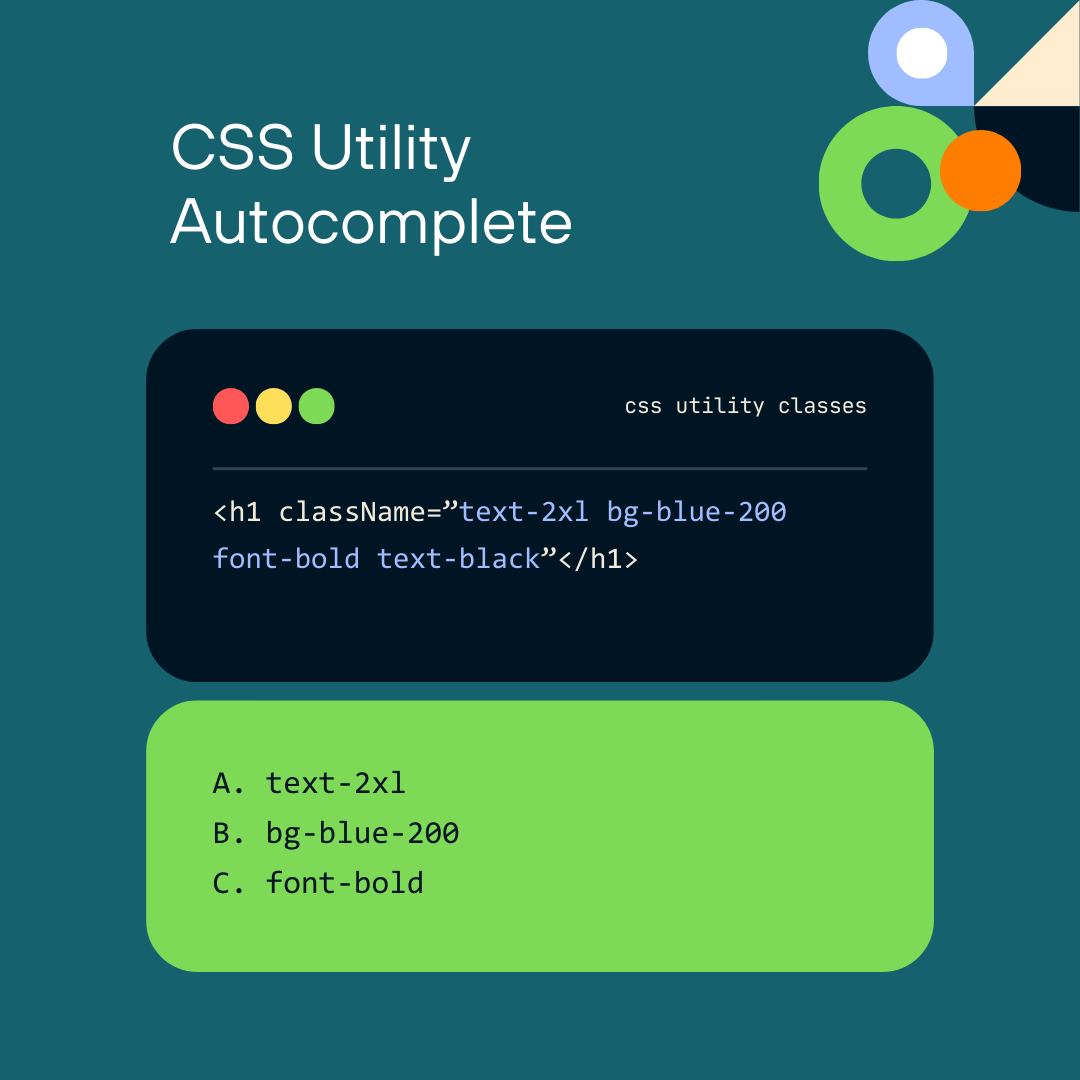 CSS Utility
Autocomplete
css utility classes
<h1 className=”text-2xl bg-blue-200
font-bold text-black”</h1>
A. text-2xl
B. bg-blue-200
C. font-bold